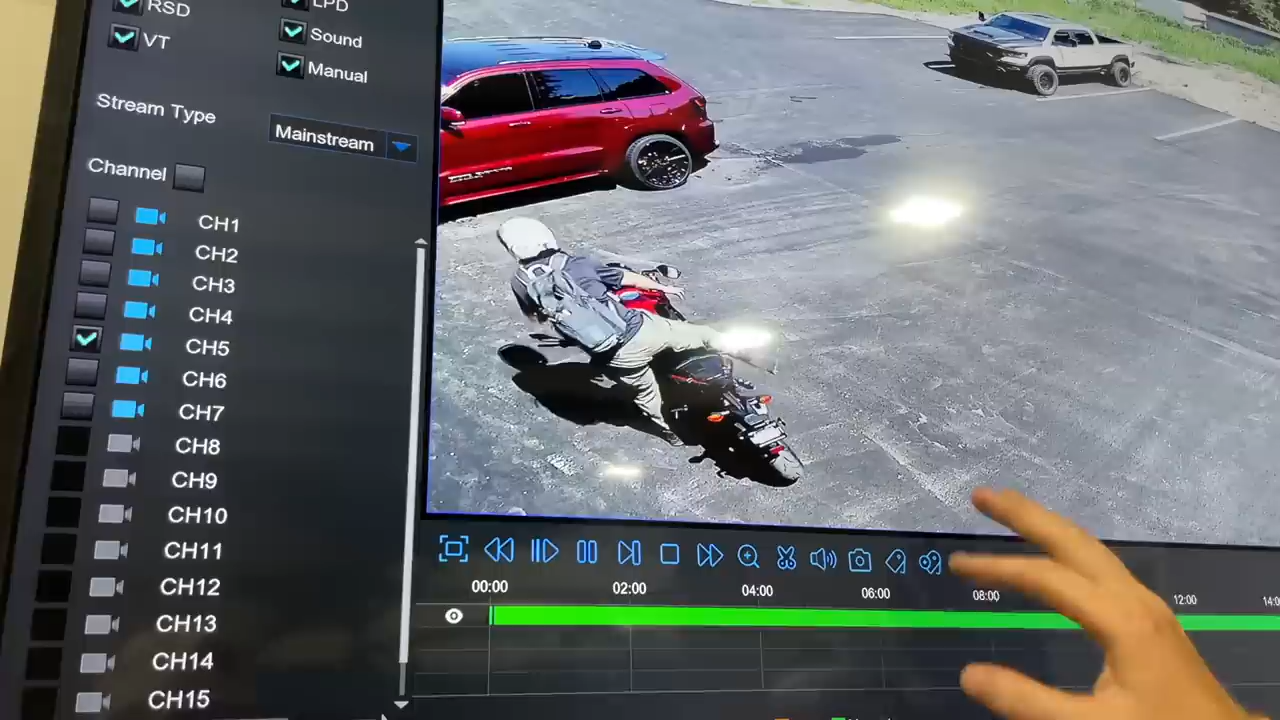 RSD
LPD
VT
Sound
Manual
Stream Type
Mainstream
Channel
CH1
CH2
CH3
CH4
CH5
CH6
CH7
CH8
CH9
CH10
CH11
CH12
CH13
CH14
CH15
00:00 02:00 04:00 06:00 08:00 12:00